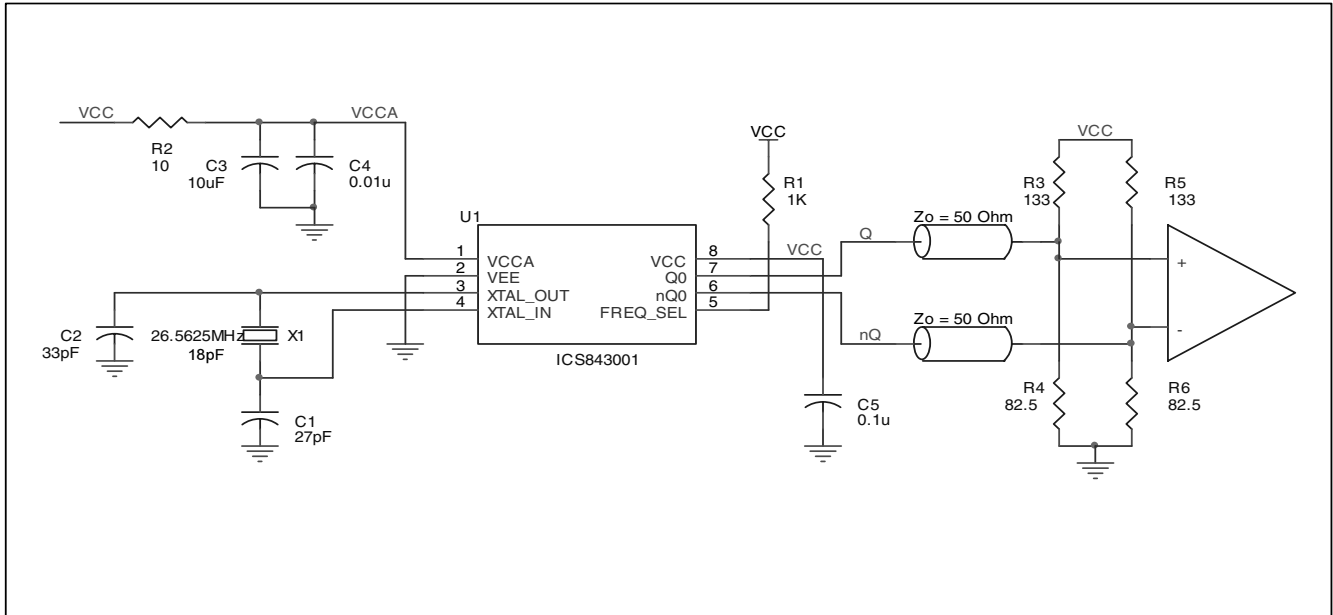 VCC
R2
10
C3
10uF
C4
0.01u
VCCA
C2
33pF
26.5625MHz
18pF
X1
C1
27pF
U1
1
2
3
4
VCCA
VEE
XTAL_OUT
XTAL_IN
VCC
Q0
nQ0
FREQ_SEL
8
7
6
5
ICS843001
VCC
R1
1K
VCC
C5
0.1u
Q
Zo = 50 Ohm
nQ
Zo = 50 Ohm
VCC
R3
133
R5
133
R4
82.5
R6
82.5
+
-